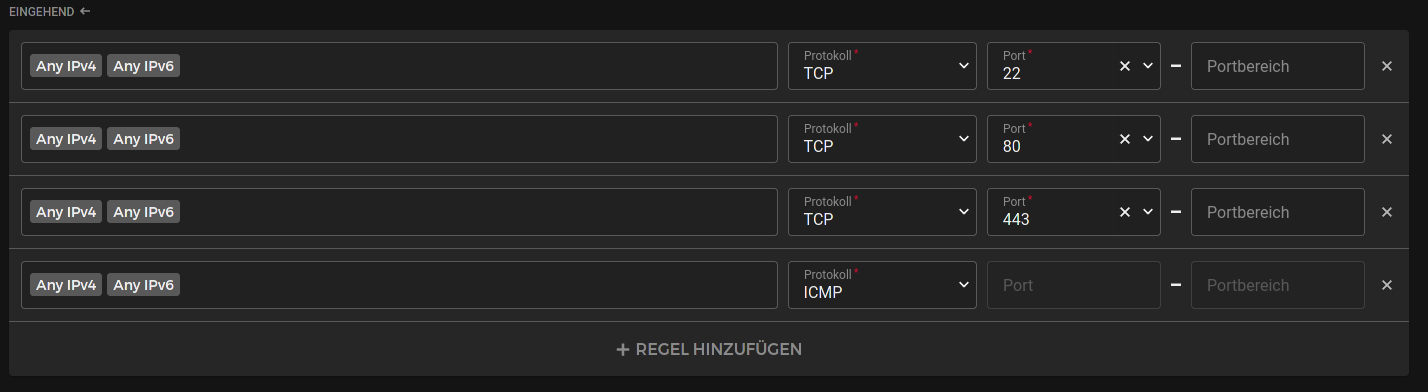 EINGEHEND ←
Any IPv4 Any IPv6 Protokoll * TCP Port * 22 – Portbereich
Any IPv4 Any IPv6 Protokoll * TCP Port * 80 – Portbereich
Any IPv4 Any IPv6 Protokoll * TCP Port * 443 – Portbereich
Any IPv4 Any IPv6 Protokoll * ICMP Port – Portbereich
+ REGEL HINZUFÜGEN